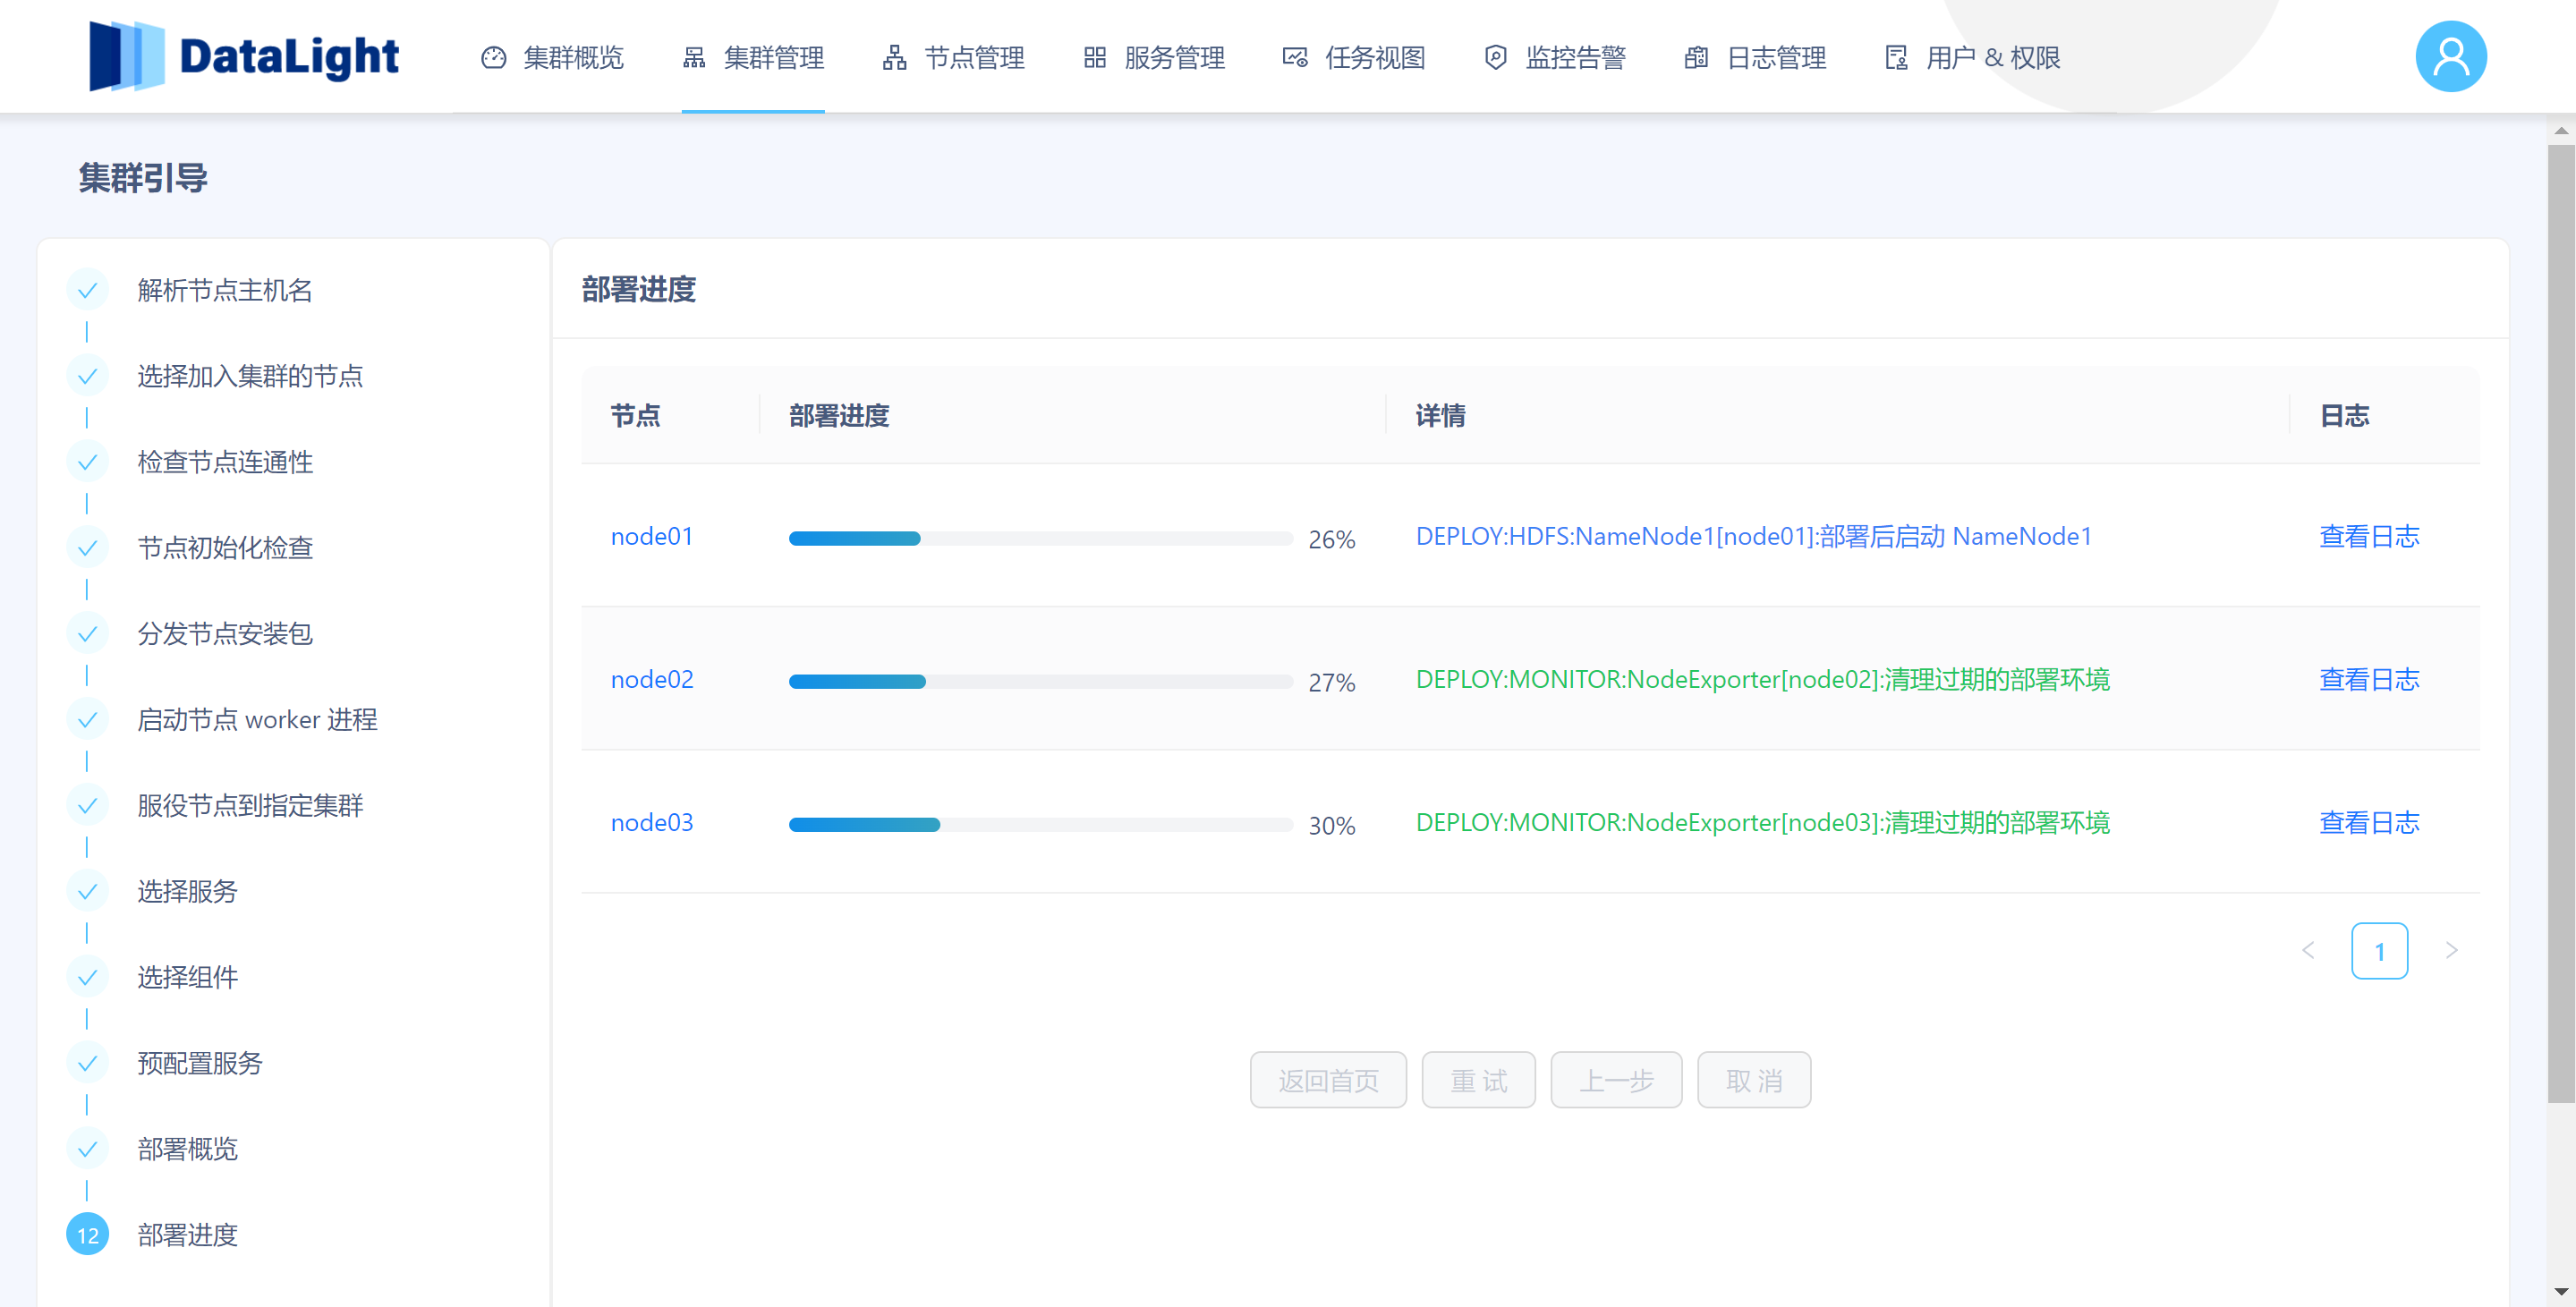 DataLight
集群概览
集群管理
节点管理
服务管理
任务视图
监控告警
日志管理
用户 & 权限
集群引导
解析节点主机名
选择加入集群的节点
检查节点连通性
节点初始化检查
分发节点安装包
启动节点 worker 进程
服役节点到指定集群
选择服务
选择组件
预配置服务
部署概览
12 部署进度
部署进度
节点 部署进度 详情 日志
node01 26% DEPLOY:HDFS:NameNode1[node01]:部署后启动 NameNode1 查看日志
node02 27% DEPLOY:MONITOR:NodeExporter[node02]:清理过期的部署环境 查看日志
node03 30% DEPLOY:MONITOR:NodeExporter[node03]:清理过期的部署环境 查看日志
1
返回首页 重 试 上一步 取 消